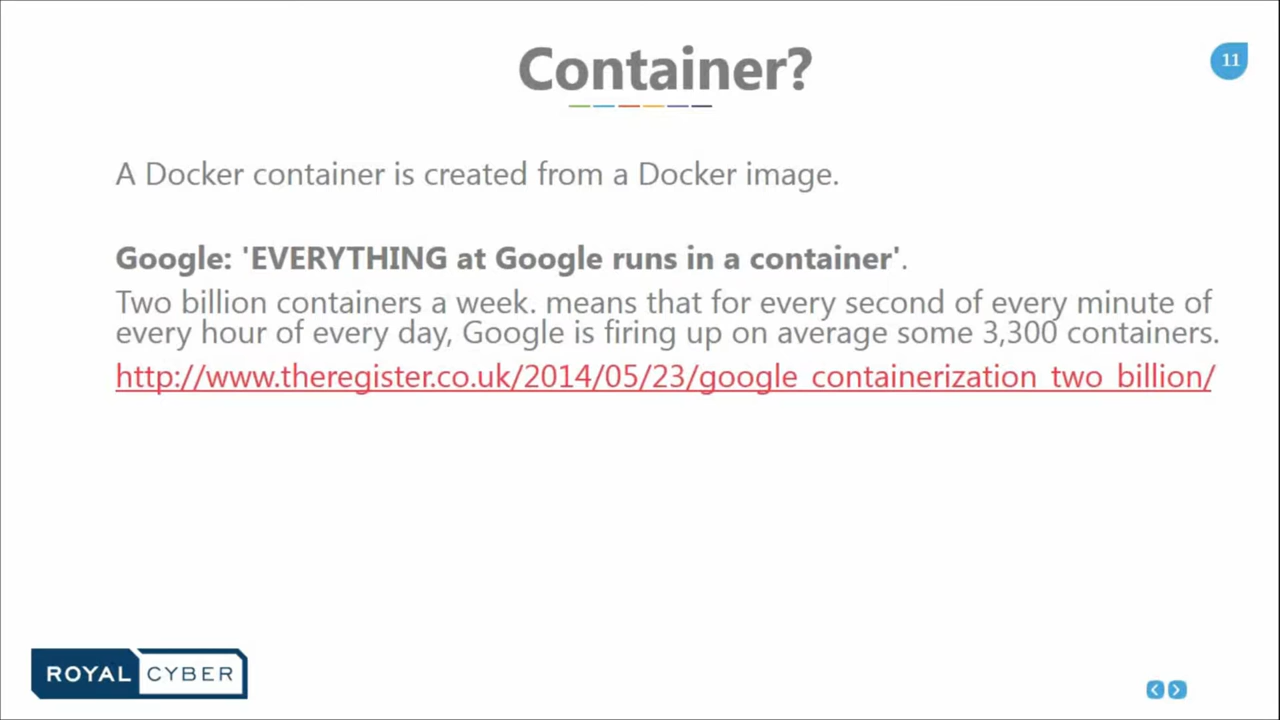 Container?
11
A Docker container is created from a Docker image.
Google: 'EVERYTHING at Google runs in a container'.
Two billion containers a week. means that for every second of every minute of
every hour of every day, Google is firing up on average some 3,300 containers.
http://www.theregister.co.uk/2014/05/23/google_containerization_two_billion/
ROYAL CYBER